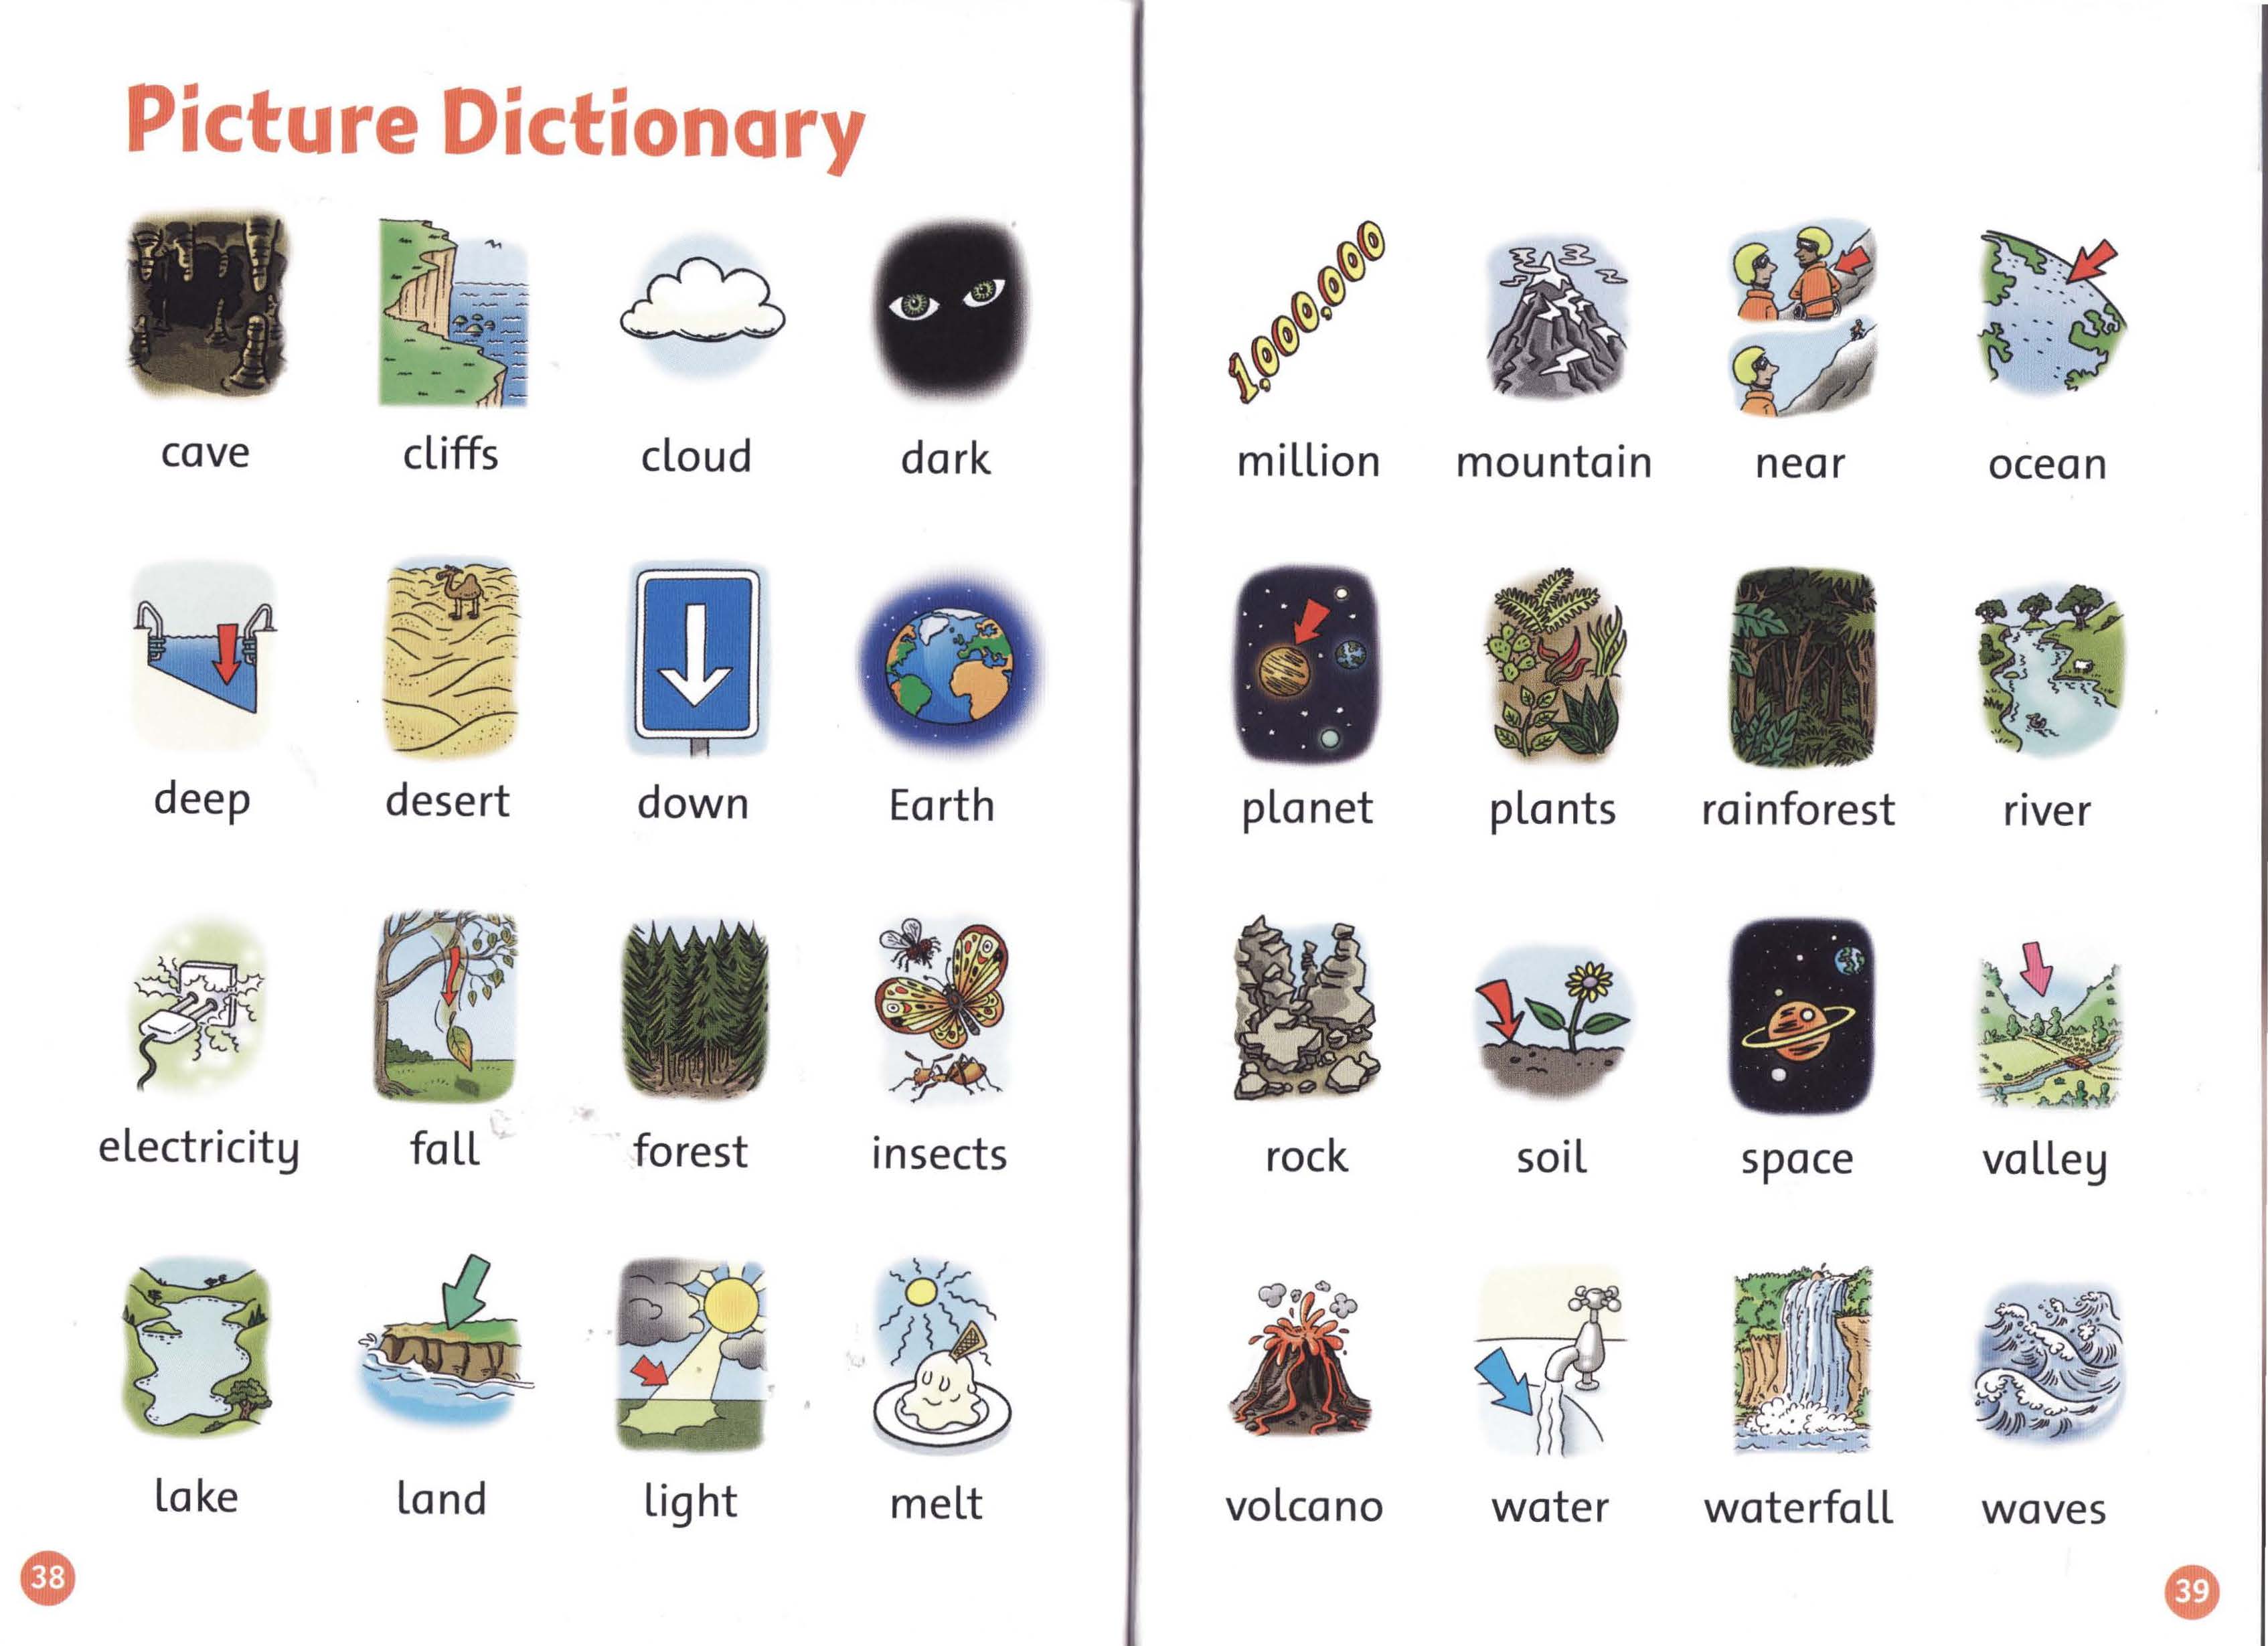 Picture Dictionary
cave cliffs cloud dark
deep desert down Earth
electricity fall forest insects
lake land light melt
38
1,000,000
million mountain near ocean
planet plants rainforest river
rock soil space valley
volcano water waterfall waves
39